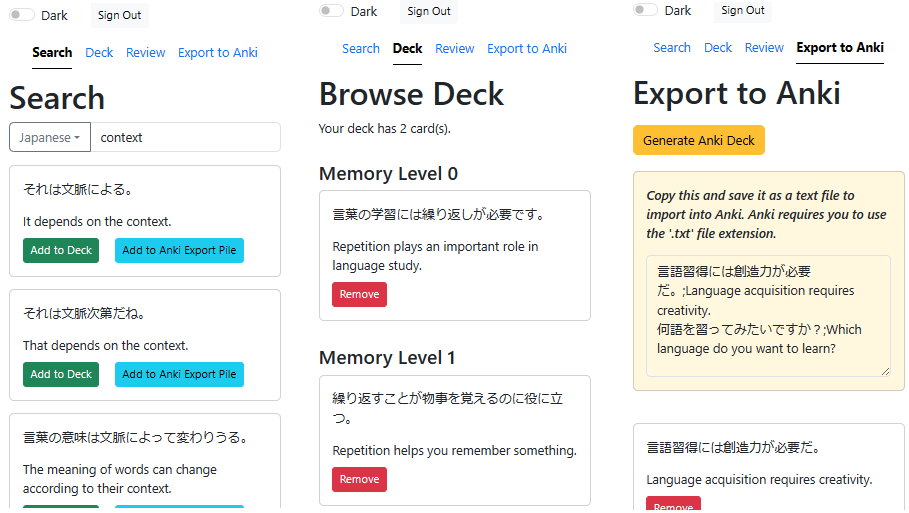 Dark
Sign Out
Search Deck Review Export to Anki
Search
Japanese context
それは文脈による。
It depends on the context.
Add to Deck Add to Anki Export Pile
それは文脈次第だね。
That depends on the context.
Add to Deck Add to Anki Export Pile
言葉の意味は文脈によって変わりうる。
The meaning of words can change
according to their context.
Dark
Sign Out
Search Deck Review Export to Anki
Browse Deck
Your deck has 2 card(s).
Memory Level 0
言葉の学習には繰り返しが必要です。
Repetition plays an important role in
language study.
Remove
Memory Level 1
繰り返すことが物事を覚えるのに役に立
つ。
Repetition helps you remember something.
Remove
Dark
Sign Out
Search Deck Review Export to Anki
Export to Anki
Generate Anki Deck
Copy this and save it as a text file to
import into Anki. Anki requires you to use
the '.txt' file extension.
言語習得には創造力が必要
だ。;Language acquisition requires
creativity.
何語を習ってみたいですか？;Which
language do you want to learn?
言語習得には創造力が必要だ。
Language acquisition requires creativity.
Remove